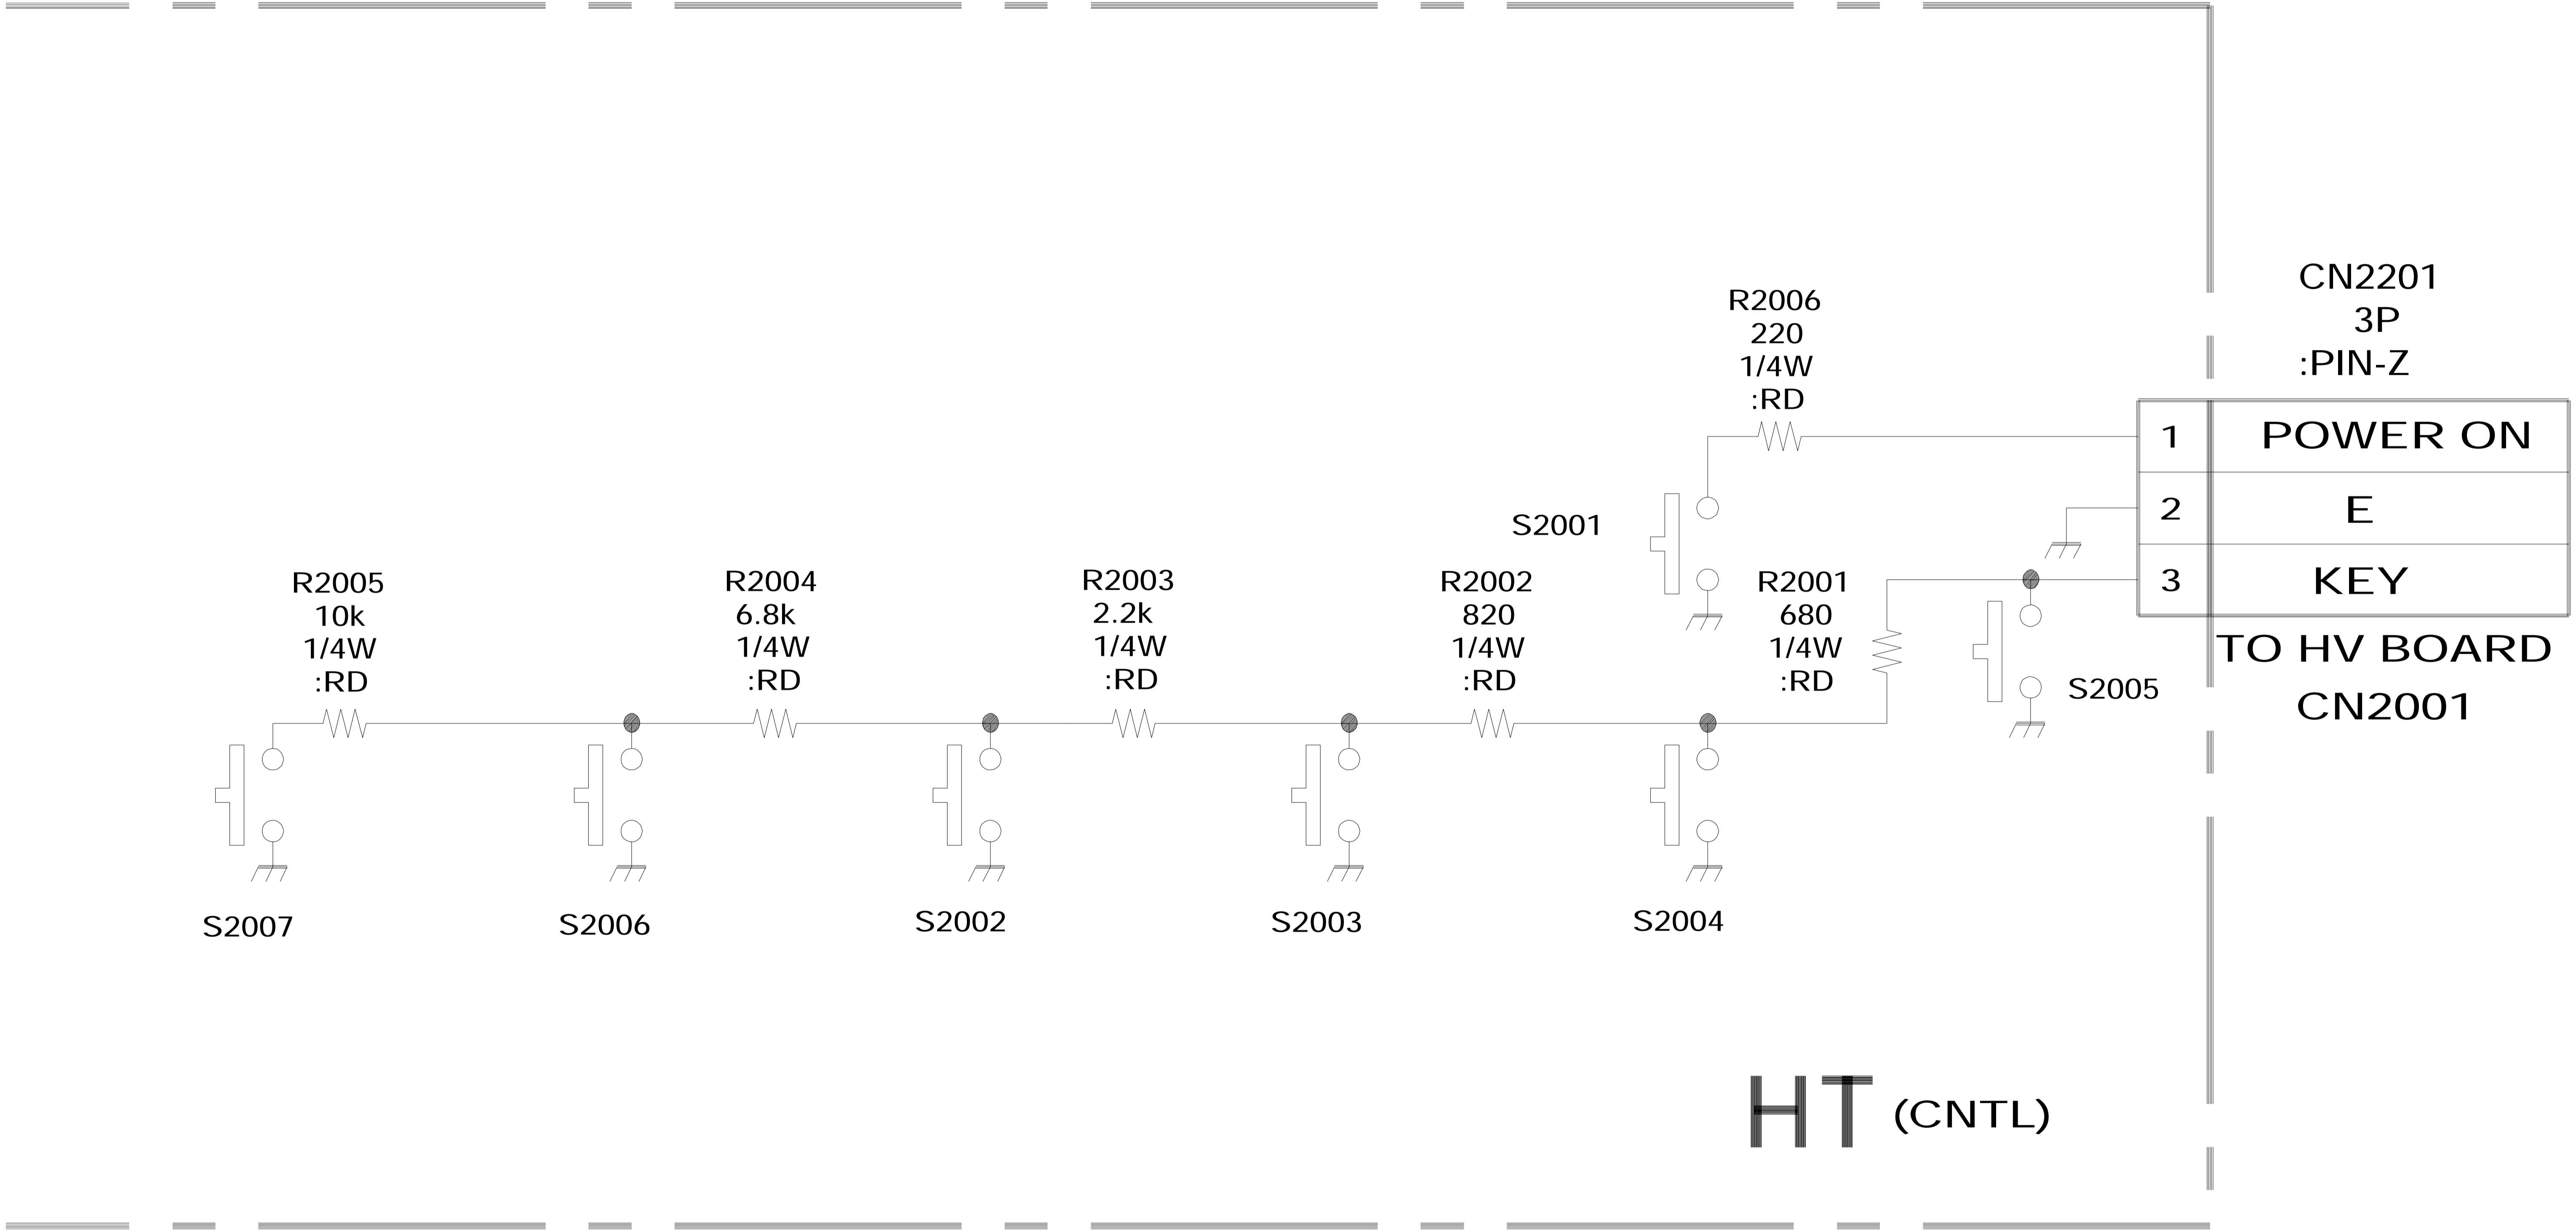 CN2201
3P
:PIN-Z
R2006
220
1/4W
:RD
1 POWER ON
2 E
3 KEY
TO HV BOARD
CN2001
S2001
R2005
10k
1/4W
:RD
R2004
6.8k
1/4W
:RD
R2003
2.2k
1/4W
:RD
R2002
820
1/4W
:RD
R2001
680
1/4W
:RD
S2005
S2007
S2006
S2002
S2003
S2004
HT (CNTL)